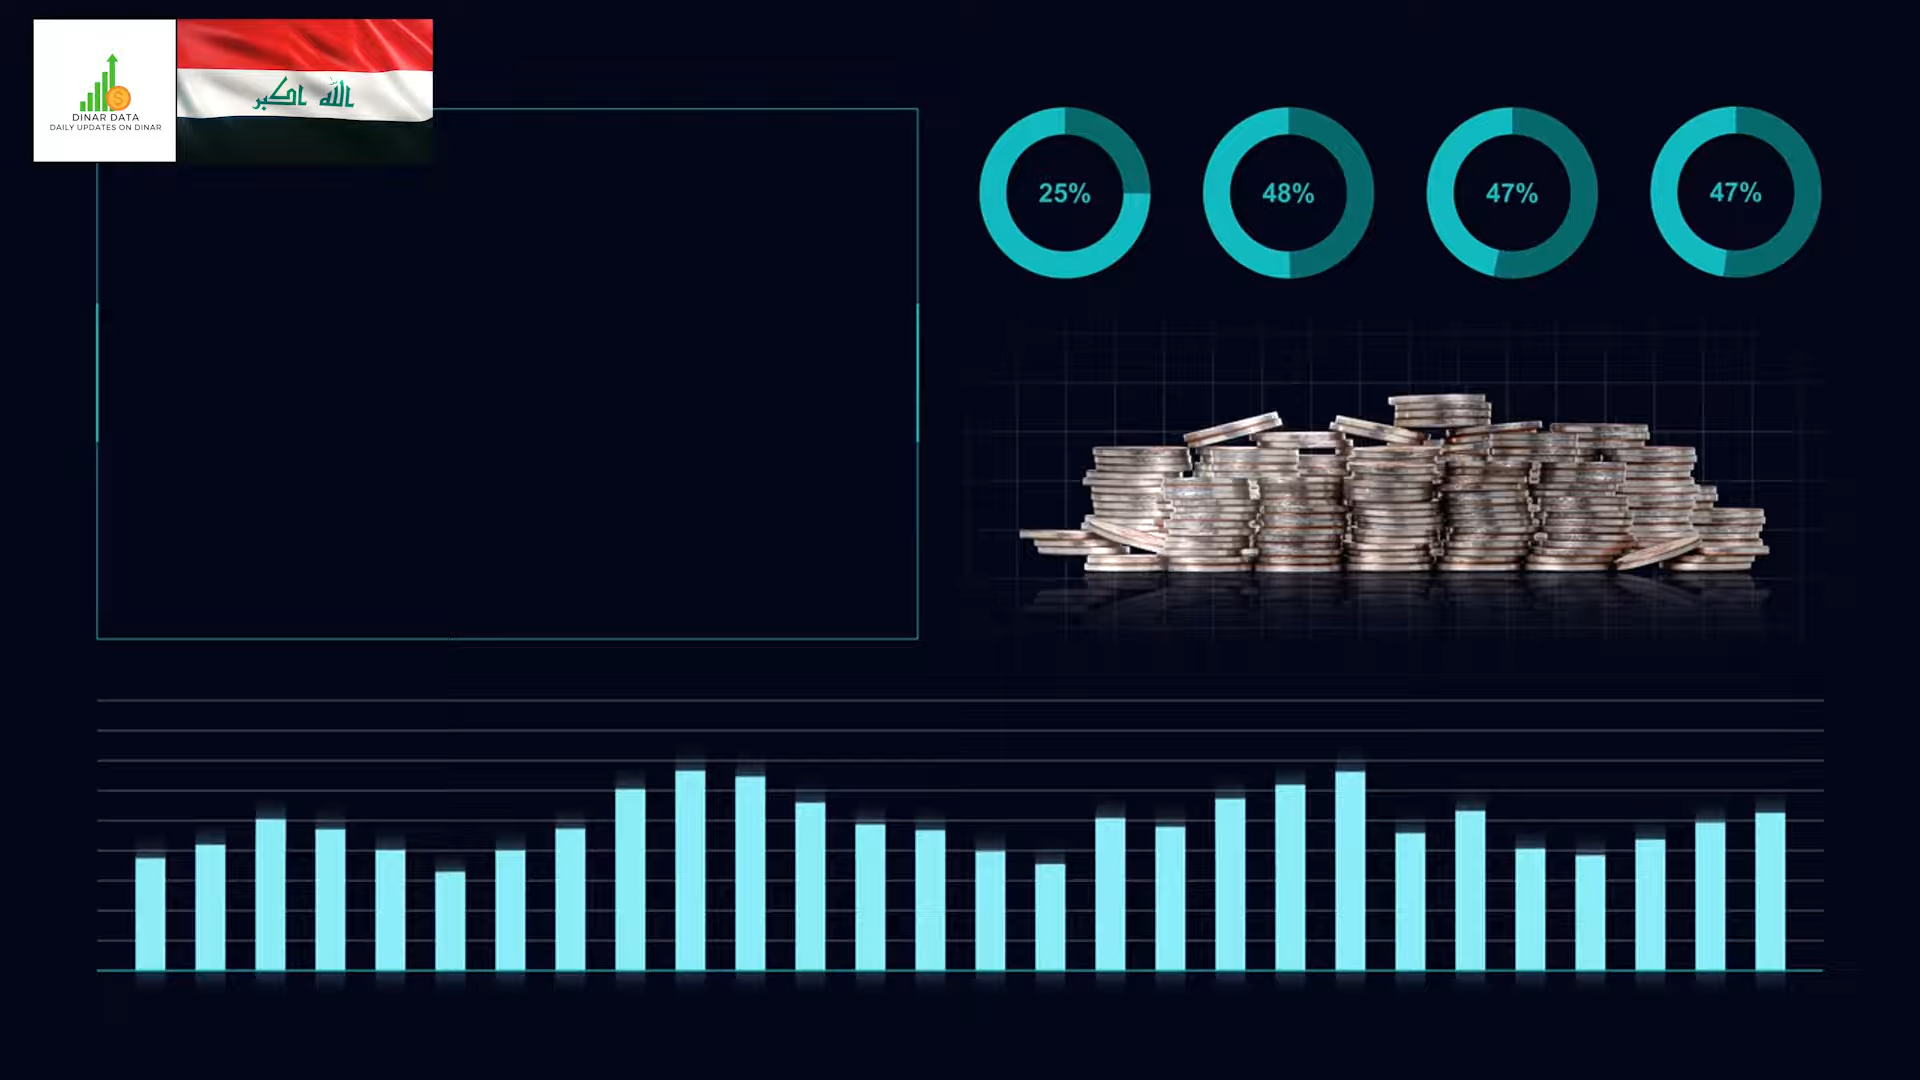 DINAR DATA
DAILY UPDATES ON DINAR
الله اكبر
25%
48%
47%
47%